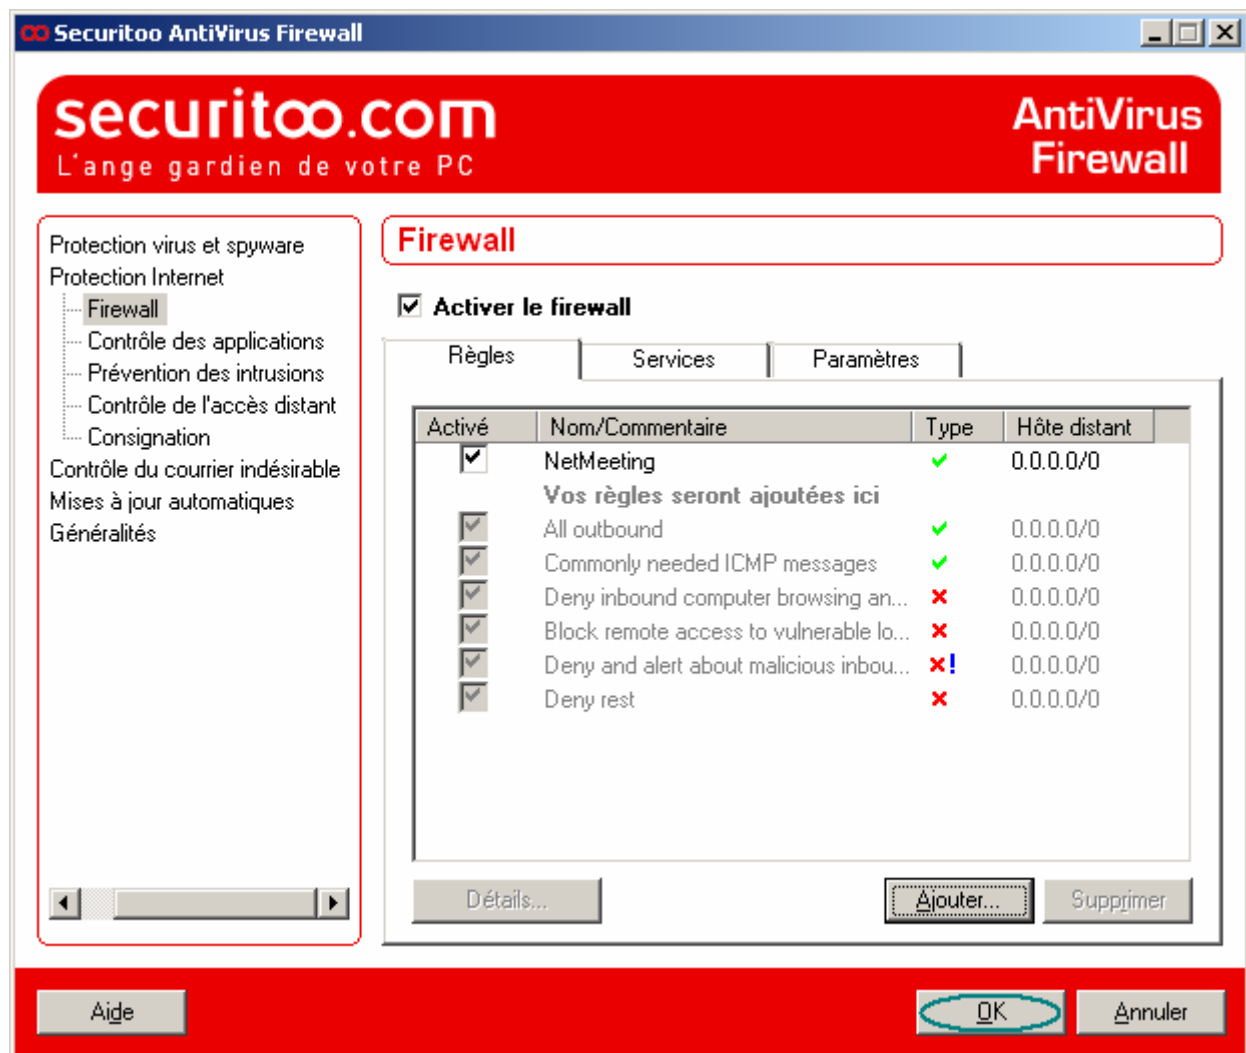 Securitoo AntiVirus Firewall
securitoo.com
L'ange gardien de votre PC
AntiVirus
Firewall
Protection virus et spyware
Protection Internet
Firewall
Contrôle des applications
Prévention des intrusions
Contrôle de l'accès distant
Consignation
Contrôle du courrier indésirable
Mises à jour automatiques
Généralités
Firewall
Activer le firewall
Règles Services Paramètres
Activé Nom/Commentaire Type Hôte distant
NetMeeting 0.0.0.0/0
Vos règles seront ajoutées ici
All outbound 0.0.0.0/0
Commonly needed ICMP messages 0.0.0.0/0
Deny inbound computer browsing an... 0.0.0.0/0
Block remote access to vulnerable lo... 0.0.0.0/0
Deny and alert about malicious inbou... ! 0.0.0.0/0
Deny rest 0.0.0.0/0
Détails... Ajouter... Supprimer
Aide OK Annuler